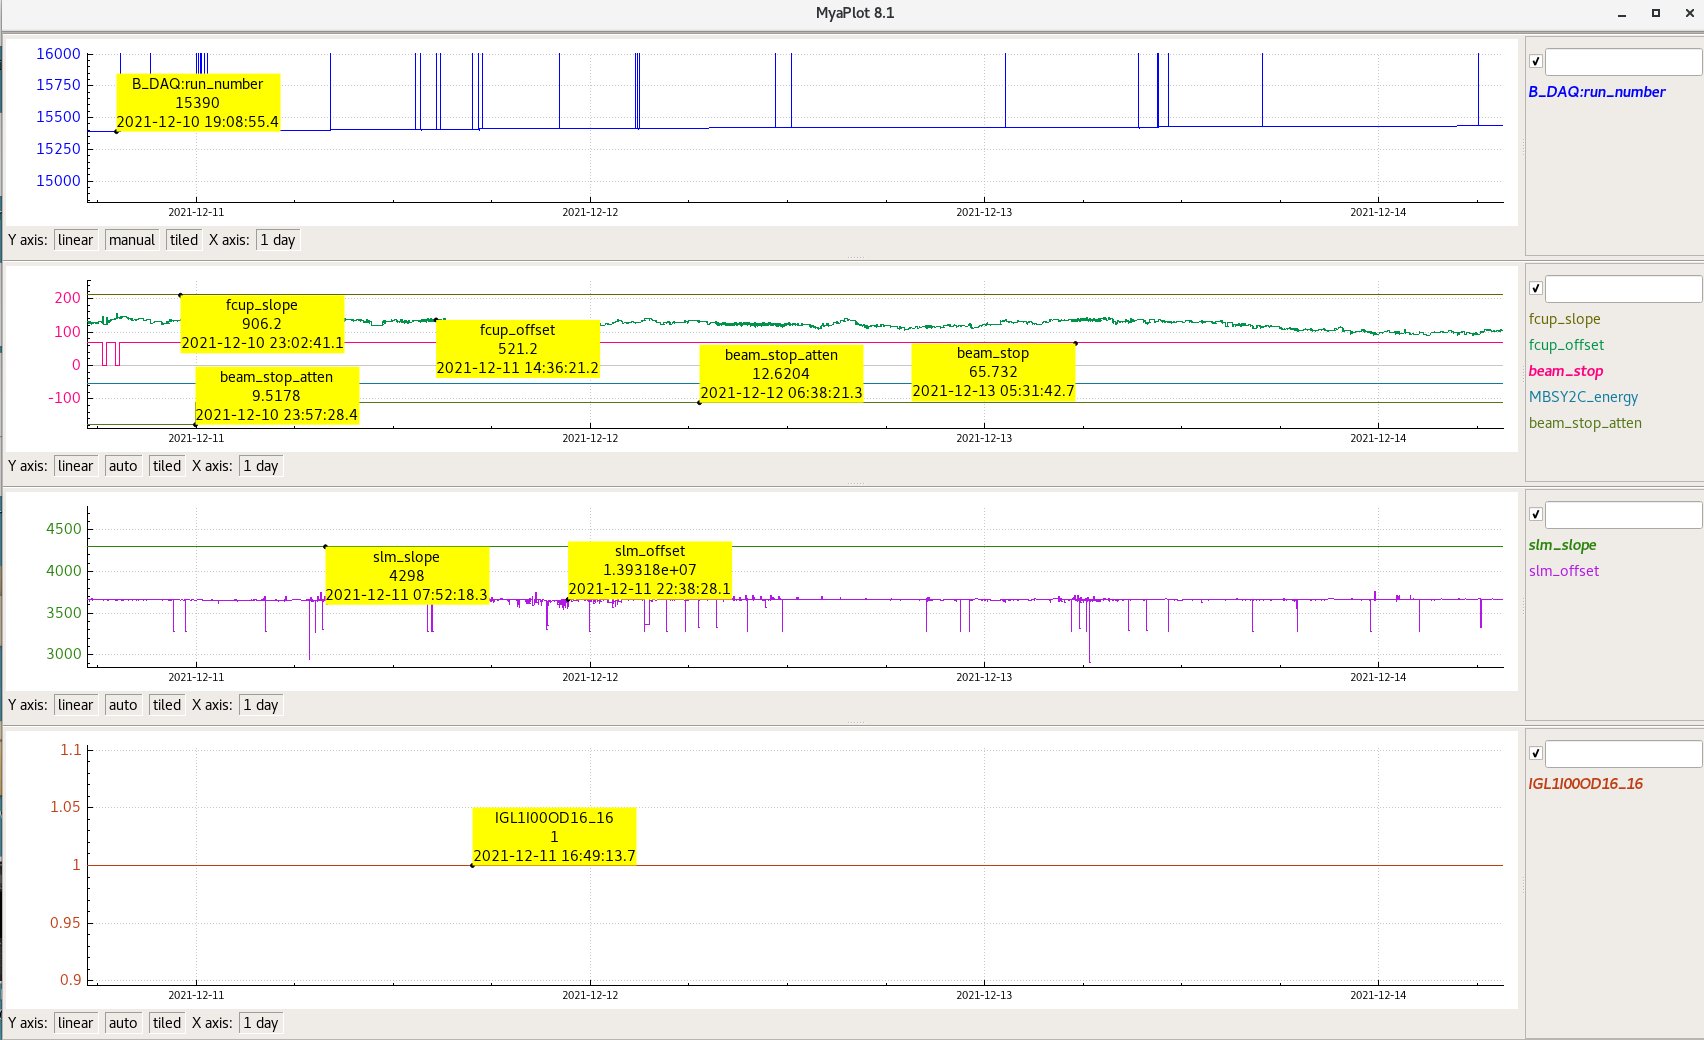 MyaPlot 8.1
16000
15750
15500
15250
15000
B_DAQ:run_number
15390
2021-12-10 19:08:55.4
2021-12-11
2021-12-12
2021-12-13
2021-12-14
B_DAQ:run_number
Y axis: linear manual tiled X axis: 1 day
200
100
0
-100
fcup_slope
906.2
2021-12-10 23:02:41.1
fcup_offset
521.2
2021-12-11 14:36:21.2
beam_stop_atten
12.6204
2021-12-12 06:38:21.3
beam_stop
65.732
2021-12-13 05:31:42.7
beam_stop_atten
9.5178
2021-12-10 23:57:28.4
2021-12-11
2021-12-12
2021-12-13
2021-12-14
fcup_slope
fcup_offset
beam_stop
MBSY2C_energy
beam_stop_atten
Y axis: linear auto tiled X axis: 1 day
4500
4000
3500
3000
slm_slope
4298
2021-12-11 07:52:18.3
slm_offset
1.39318e+07
2021-12-11 22:38:28.1
2021-12-11
2021-12-12
2021-12-13
2021-12-14
slm_slope
slm_offset
Y axis: linear auto tiled X axis: 1 day
1.1
1.05
1
0.95
0.9
IGL1I00OD16_16
1
2021-12-11 16:49:13.7
2021-12-11
2021-12-12
2021-12-13
2021-12-14
IGL1I00OD16_16
Y axis: linear auto tiled X axis: 1 day